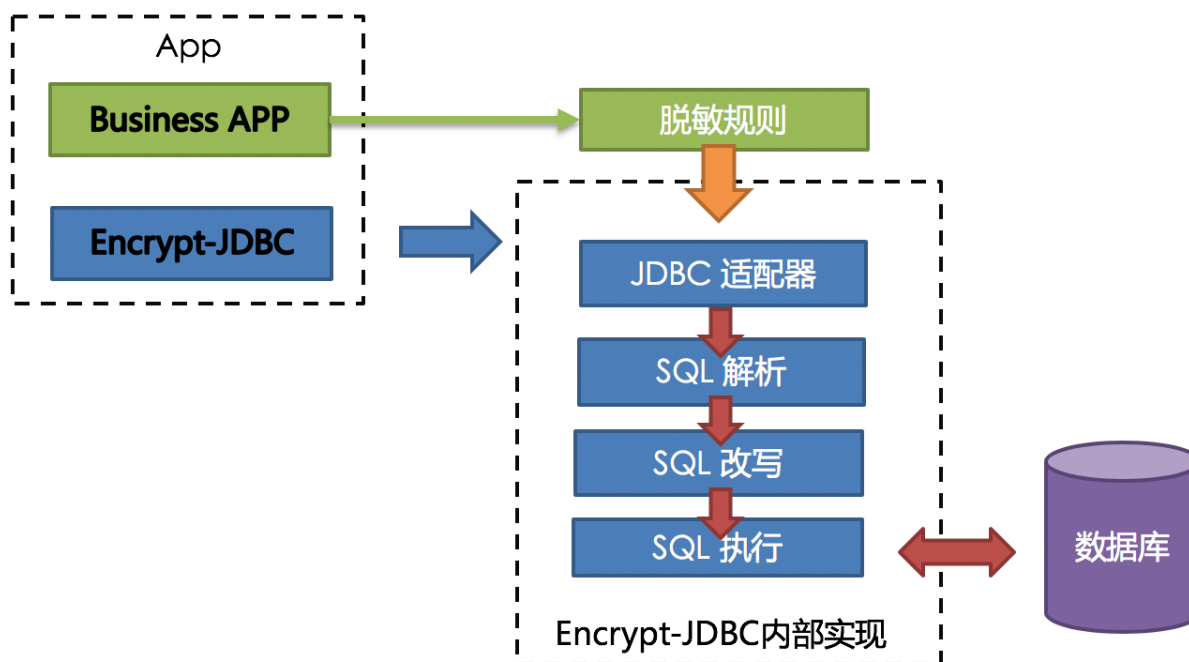 App
Business APP
脱敏规则
Encrypt-JDBC
JDBC 适配器
SQL 解析
SQL 改写
SQL 执行
数据库
Encrypt-JDBC内部实现